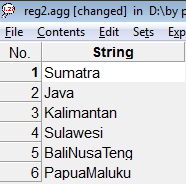 reg2.agg [changed] in D:\by p
File Contents Edit Sets Exp
No. String
1 Sumatra
2 Java
3 Kalimantan
4 Sulawesi
5 BaliNusaTeng
6 PapuaMaluku